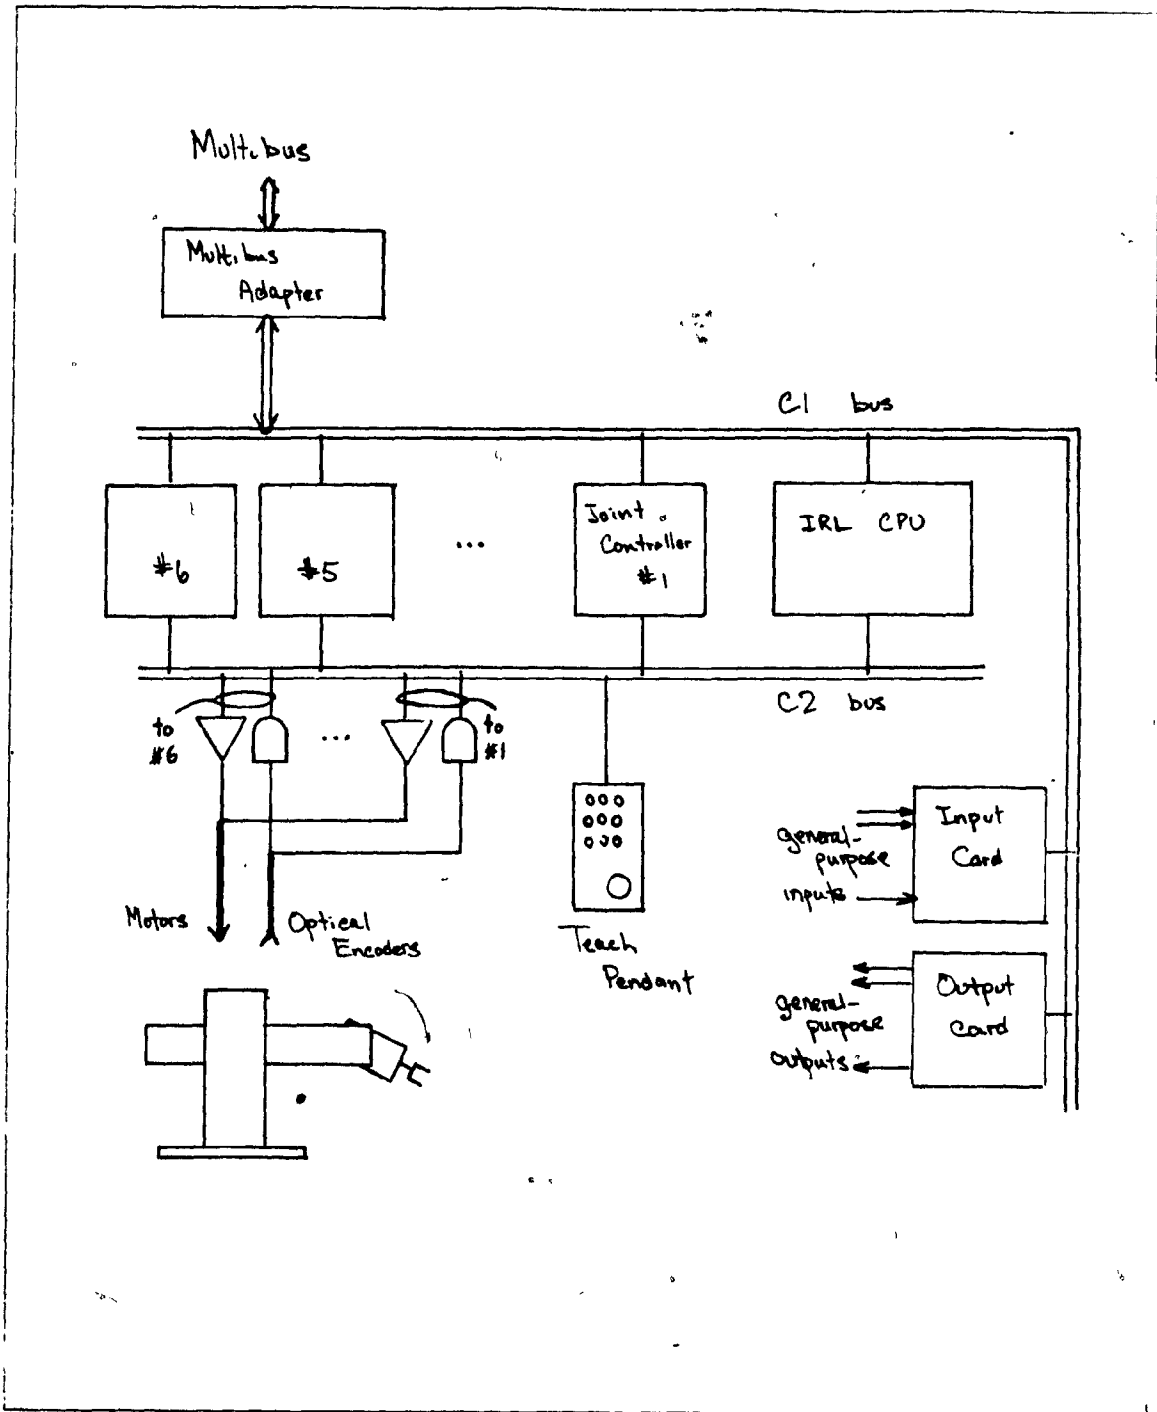 Multibus
Multibus
Adapter
C1 bus
#6
#5
...
Joint
Controller
#1
IRL CPU
C2 bus
to
#6
...
to
#1
Motors
Optical
Encoders
Teach
Pendant
general-
purpose
inputs
Input
Card
general-
purpose
outputs
Output
Card